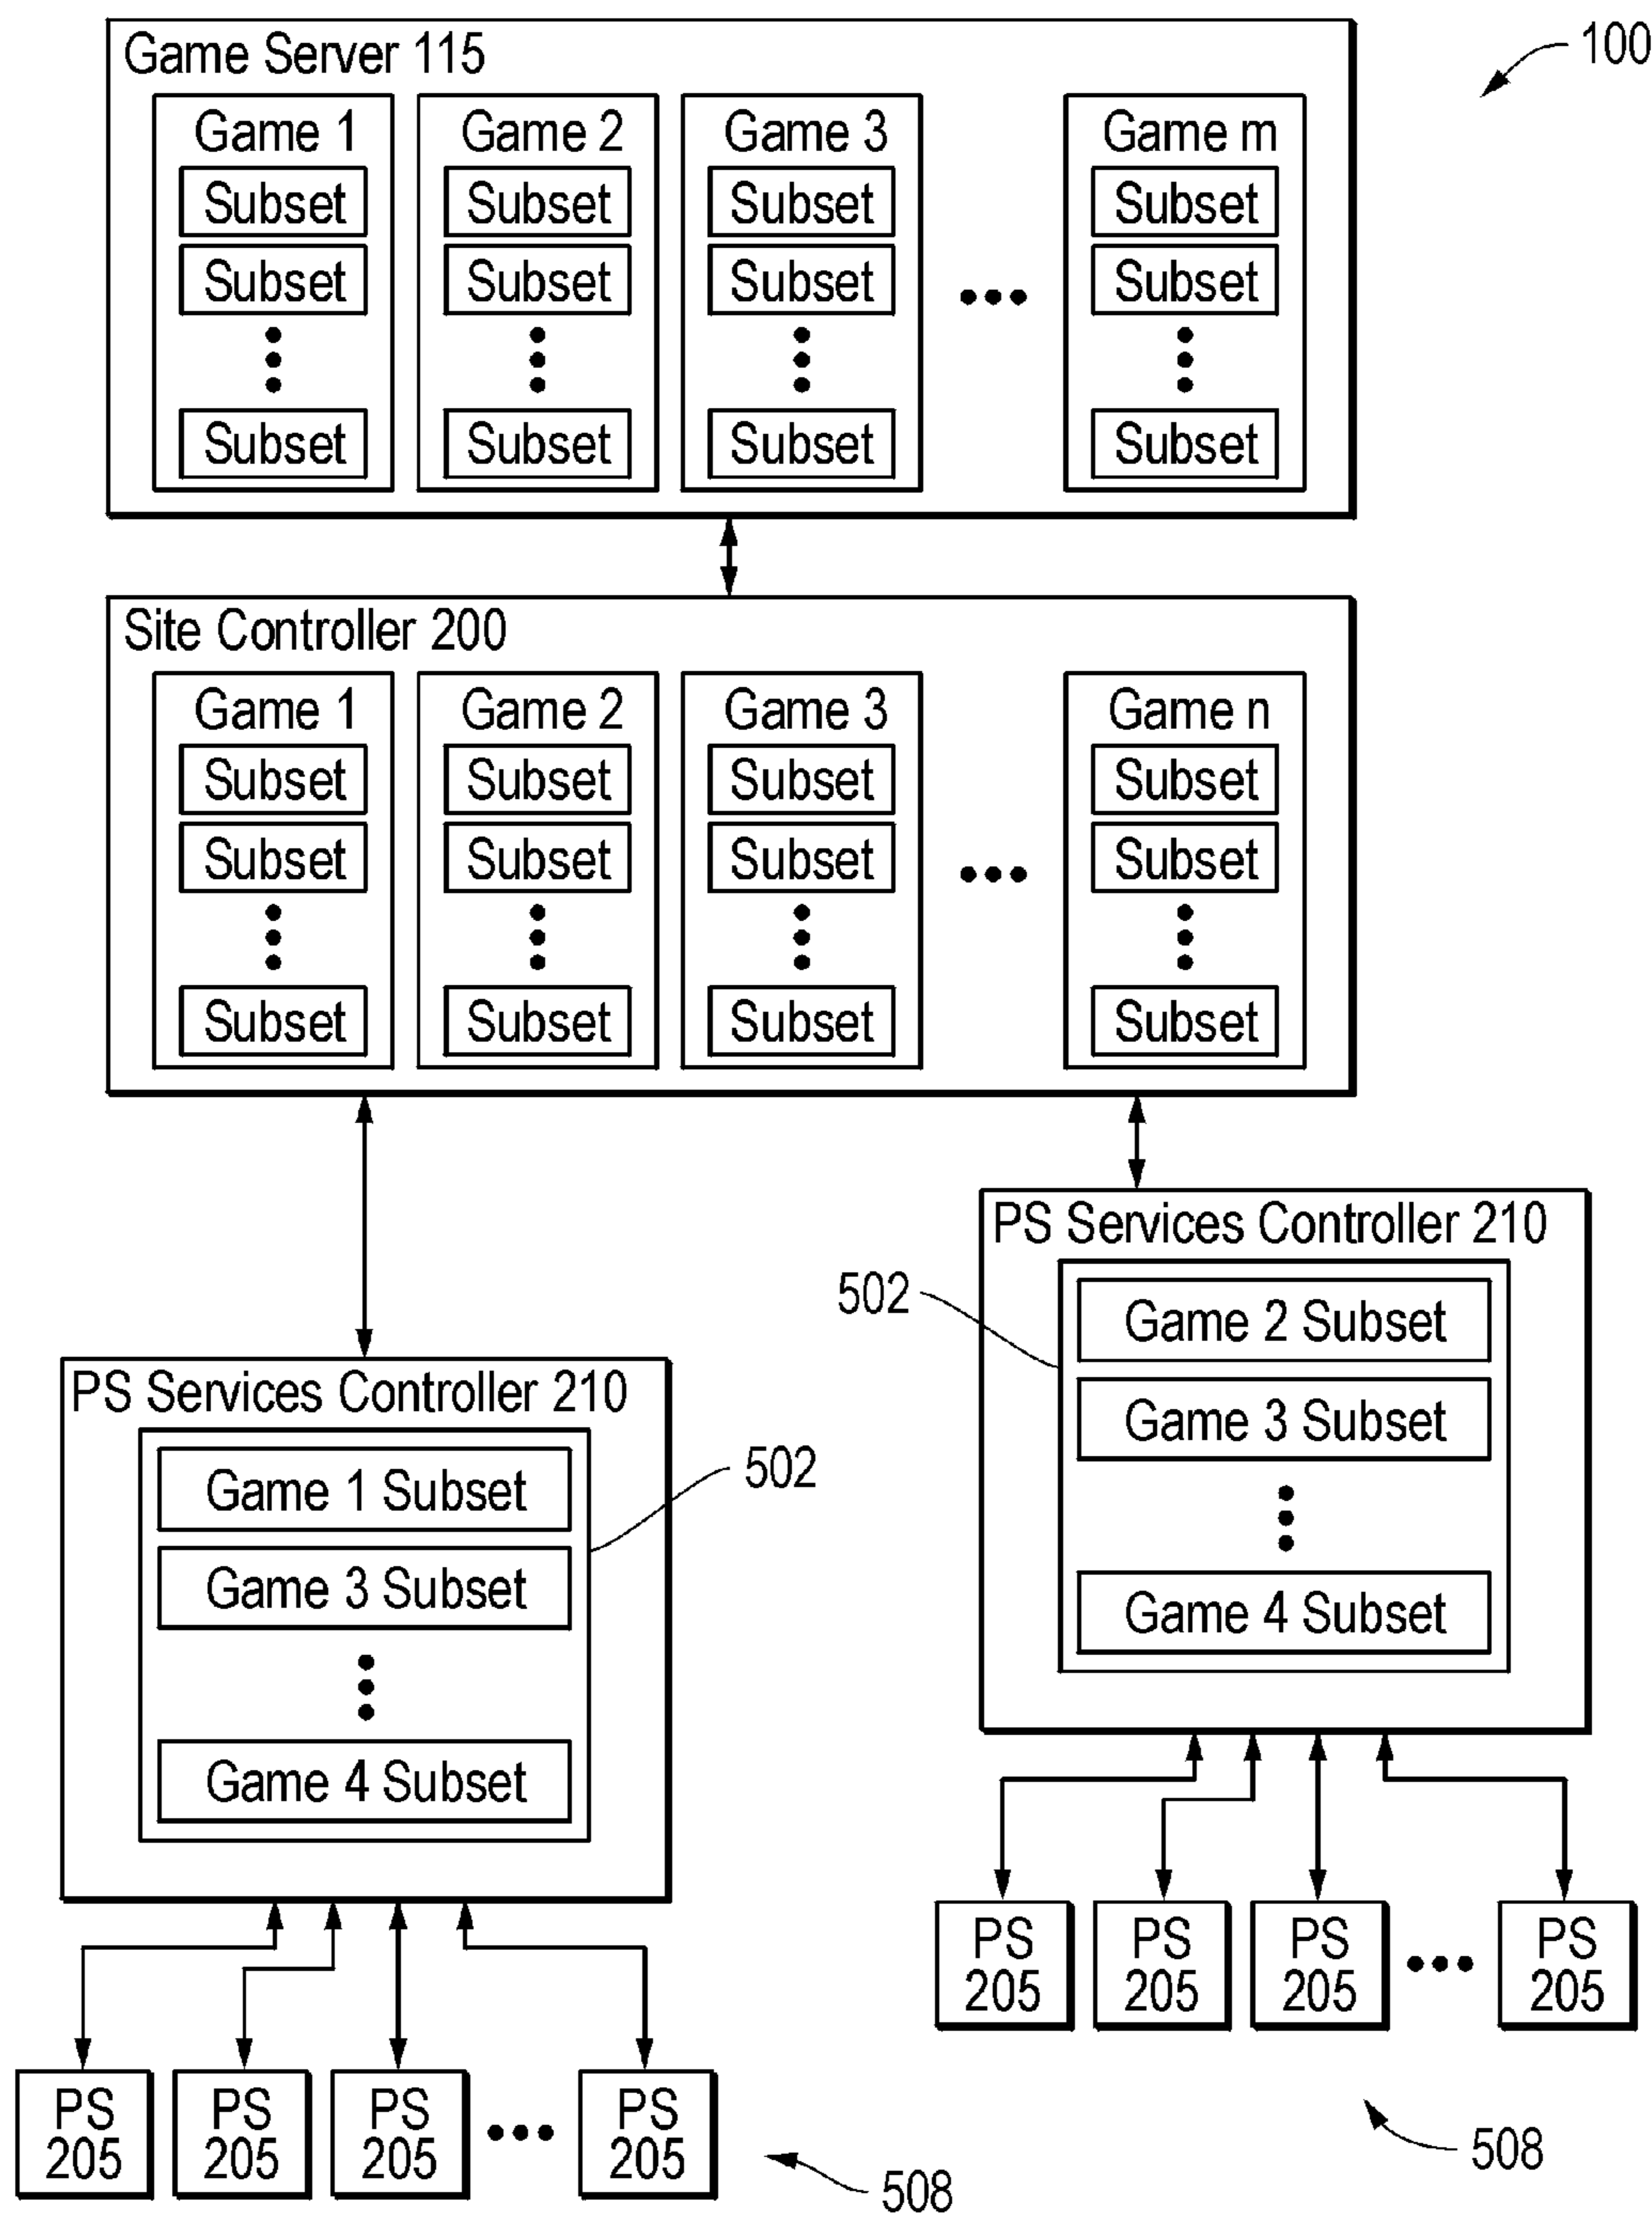 Game Server 115
100
Game 1
Subset
Subset
Subset
Game 2
Subset
Subset
Subset
Game 3
Subset
Subset
Subset
Game m
Subset
Subset
Subset
Site Controller 200
Game 1
Subset
Subset
Subset
Game 2
Subset
Subset
Subset
Game 3
Subset
Subset
Subset
Game n
Subset
Subset
Subset
PS Services Controller 210
502
Game 2 Subset
Game 3 Subset
Game 4 Subset
PS Services Controller 210
502
Game 1 Subset
Game 3 Subset
Game 4 Subset
PS
205
PS
205
PS
205
PS
205
508
PS
205
PS
205
PS
205
PS
205
508